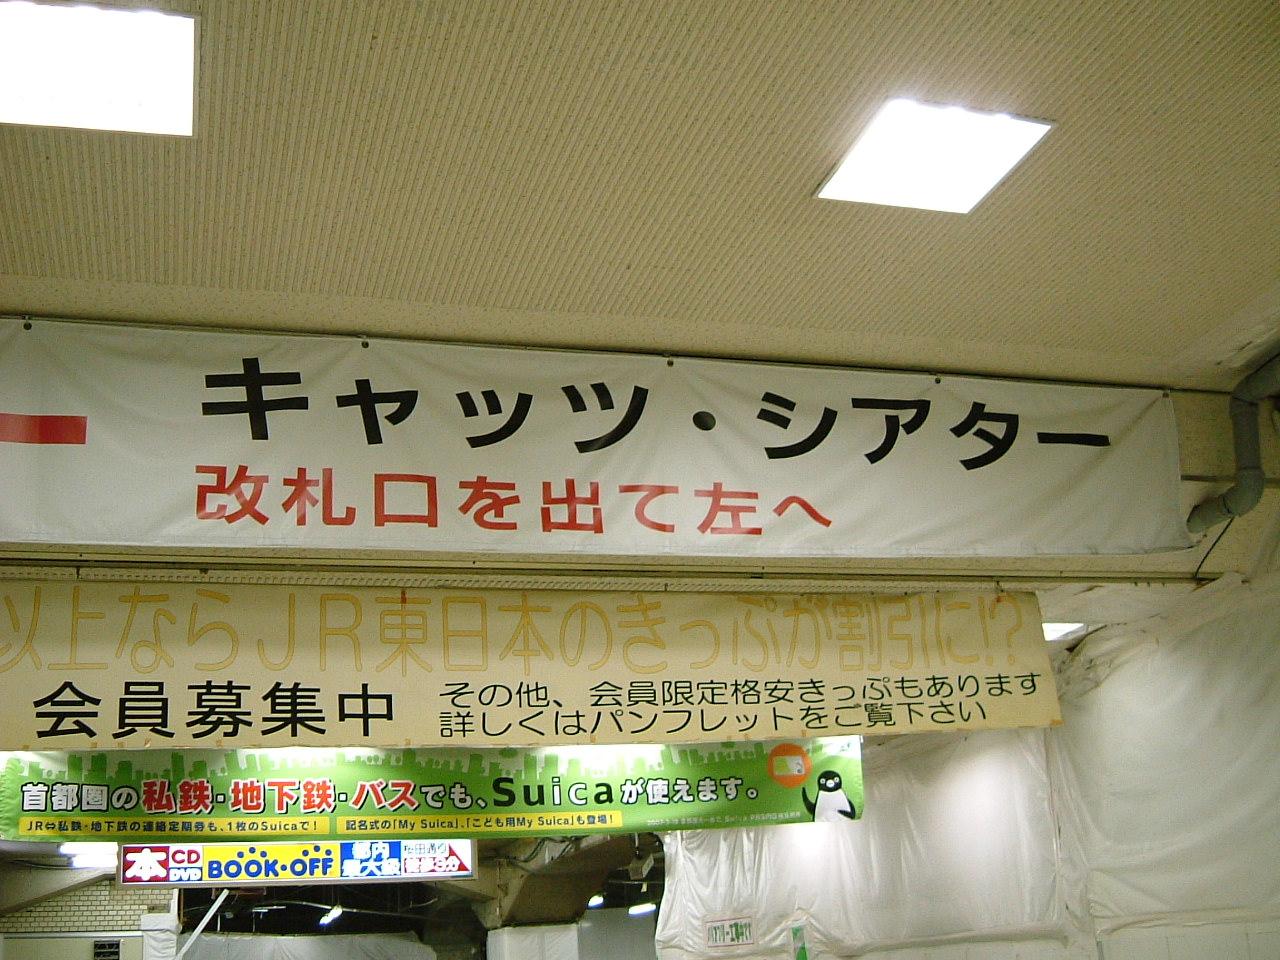 ー キャッツ・シアター
改札口を出て左へ
以上ならJR東日本のきっぷが割引に!?
会員募集中
その他、会員限定格安きっぷもあります
詳しくはパンフレットをご覧下さい
首都圏の私鉄・地下鉄・バスでも、Suicaが使えます。
JR⇔私鉄・地下鉄の連絡定期券も、1枚のSuicaで!
記名式の「My Suica」、「こども用My Suica」も登場!
本 CD DVD BOOK・OFF 都内最大級 徒歩3分